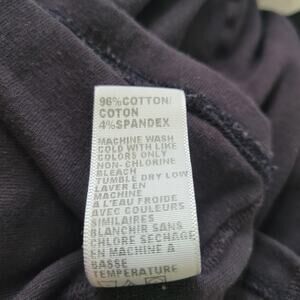 96%COTTON/
COTON
4%SPANDEX
MACHINE WASH
COLD WITH LIKE
COLORS ONLY
NON-CHLORINE
BLEACH
TUMBLE DRY LOW
LAVER EN
MACHINE
A L'EAU FROIDE
AVEC COULEURS
SIMILAIRES
BLANCHIR SANS
CHLORE SECHAGE
EN MACHINE A
BASSE
TEMPERATURE